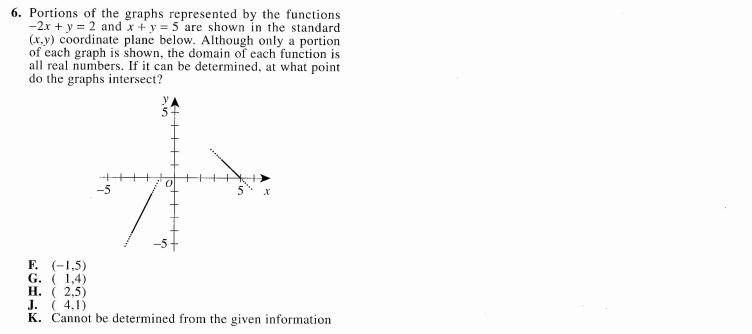 6. Portions of the graphs represented by the functions
−2x + y = 2 and x + y = 5 are shown in the standard
(x,y) coordinate plane below. Although only a portion
of each graph is shown, the domain of each function is
all real numbers. If it can be determined, at what point
do the graphs intersect?
y
5
−5
O
5
x
−5
F. (−1,5)
G. ( 1,4)
H. ( 2,5)
J. ( 4,1)
K. Cannot be determined from the given information